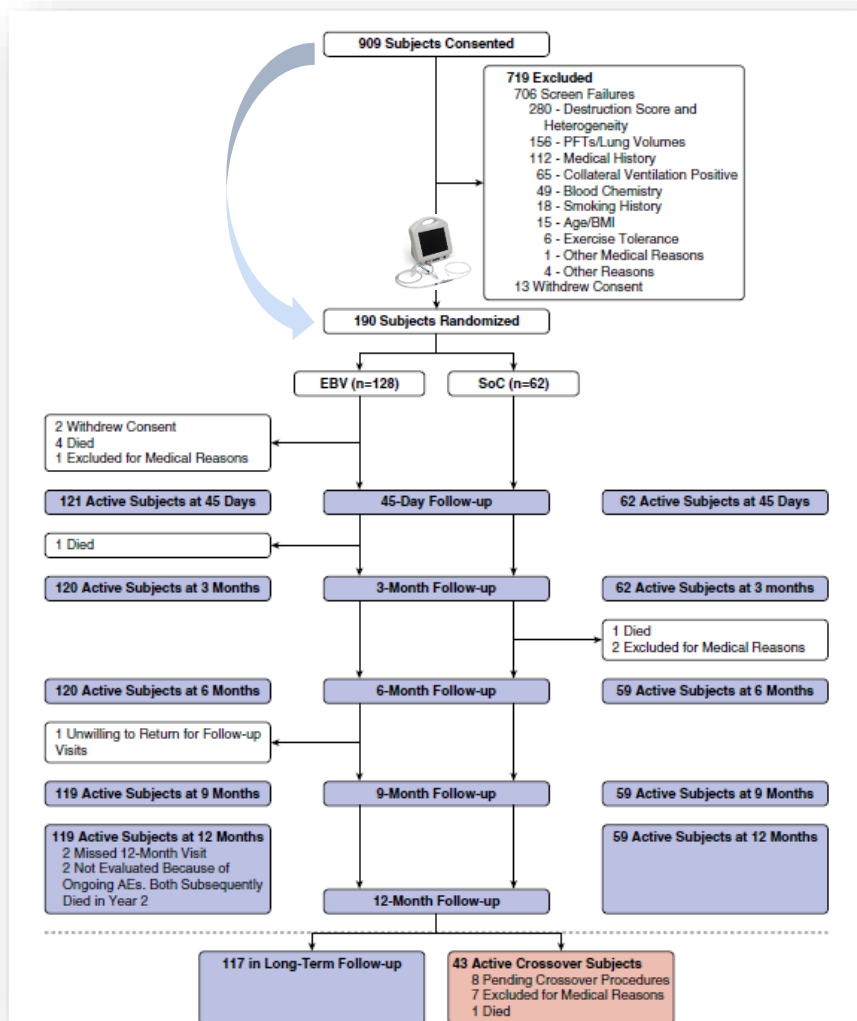 909 Subjects Consented
719 Excluded
706 Screen Failures
280 - Destruction Score and
Heterogeneity
156 - PFTs/Lung Volumes
112 - Medical History
65 - Collateral Ventilation Positive
49 - Blood Chemistry
18 - Smoking History
15 - Age/BMI
6 - Exercise Tolerance
1 - Other Medical Reasons
4 - Other Reasons
13 Withdrew Consent
190 Subjects Randomized
EBV (n=128)
SoC (n=62)
2 Withdrew Consent
4 Died
1 Excluded for Medical Reasons
121 Active Subjects at 45 Days
45-Day Follow-up
62 Active Subjects at 45 Days
1 Died
120 Active Subjects at 3 Months
3-Month Follow-up
62 Active Subjects at 3 months
1 Died
2 Excluded for Medical Reasons
120 Active Subjects at 6 Months
6-Month Follow-up
59 Active Subjects at 6 Months
1 Unwilling to Return for Follow-up
Visits
119 Active Subjects at 9 Months
9-Month Follow-up
59 Active Subjects at 9 Months
119 Active Subjects at 12 Months
2 Missed 12-Month Visit
2 Not Evaluated Because of
Ongoing AEs. Both Subsequently
Died in Year 2
59 Active Subjects at 12 Months
12-Month Follow-up
117 in Long-Term Follow-up
43 Active Crossover Subjects
8 Pending Crossover Procedures
7 Excluded for Medical Reasons
1 Died